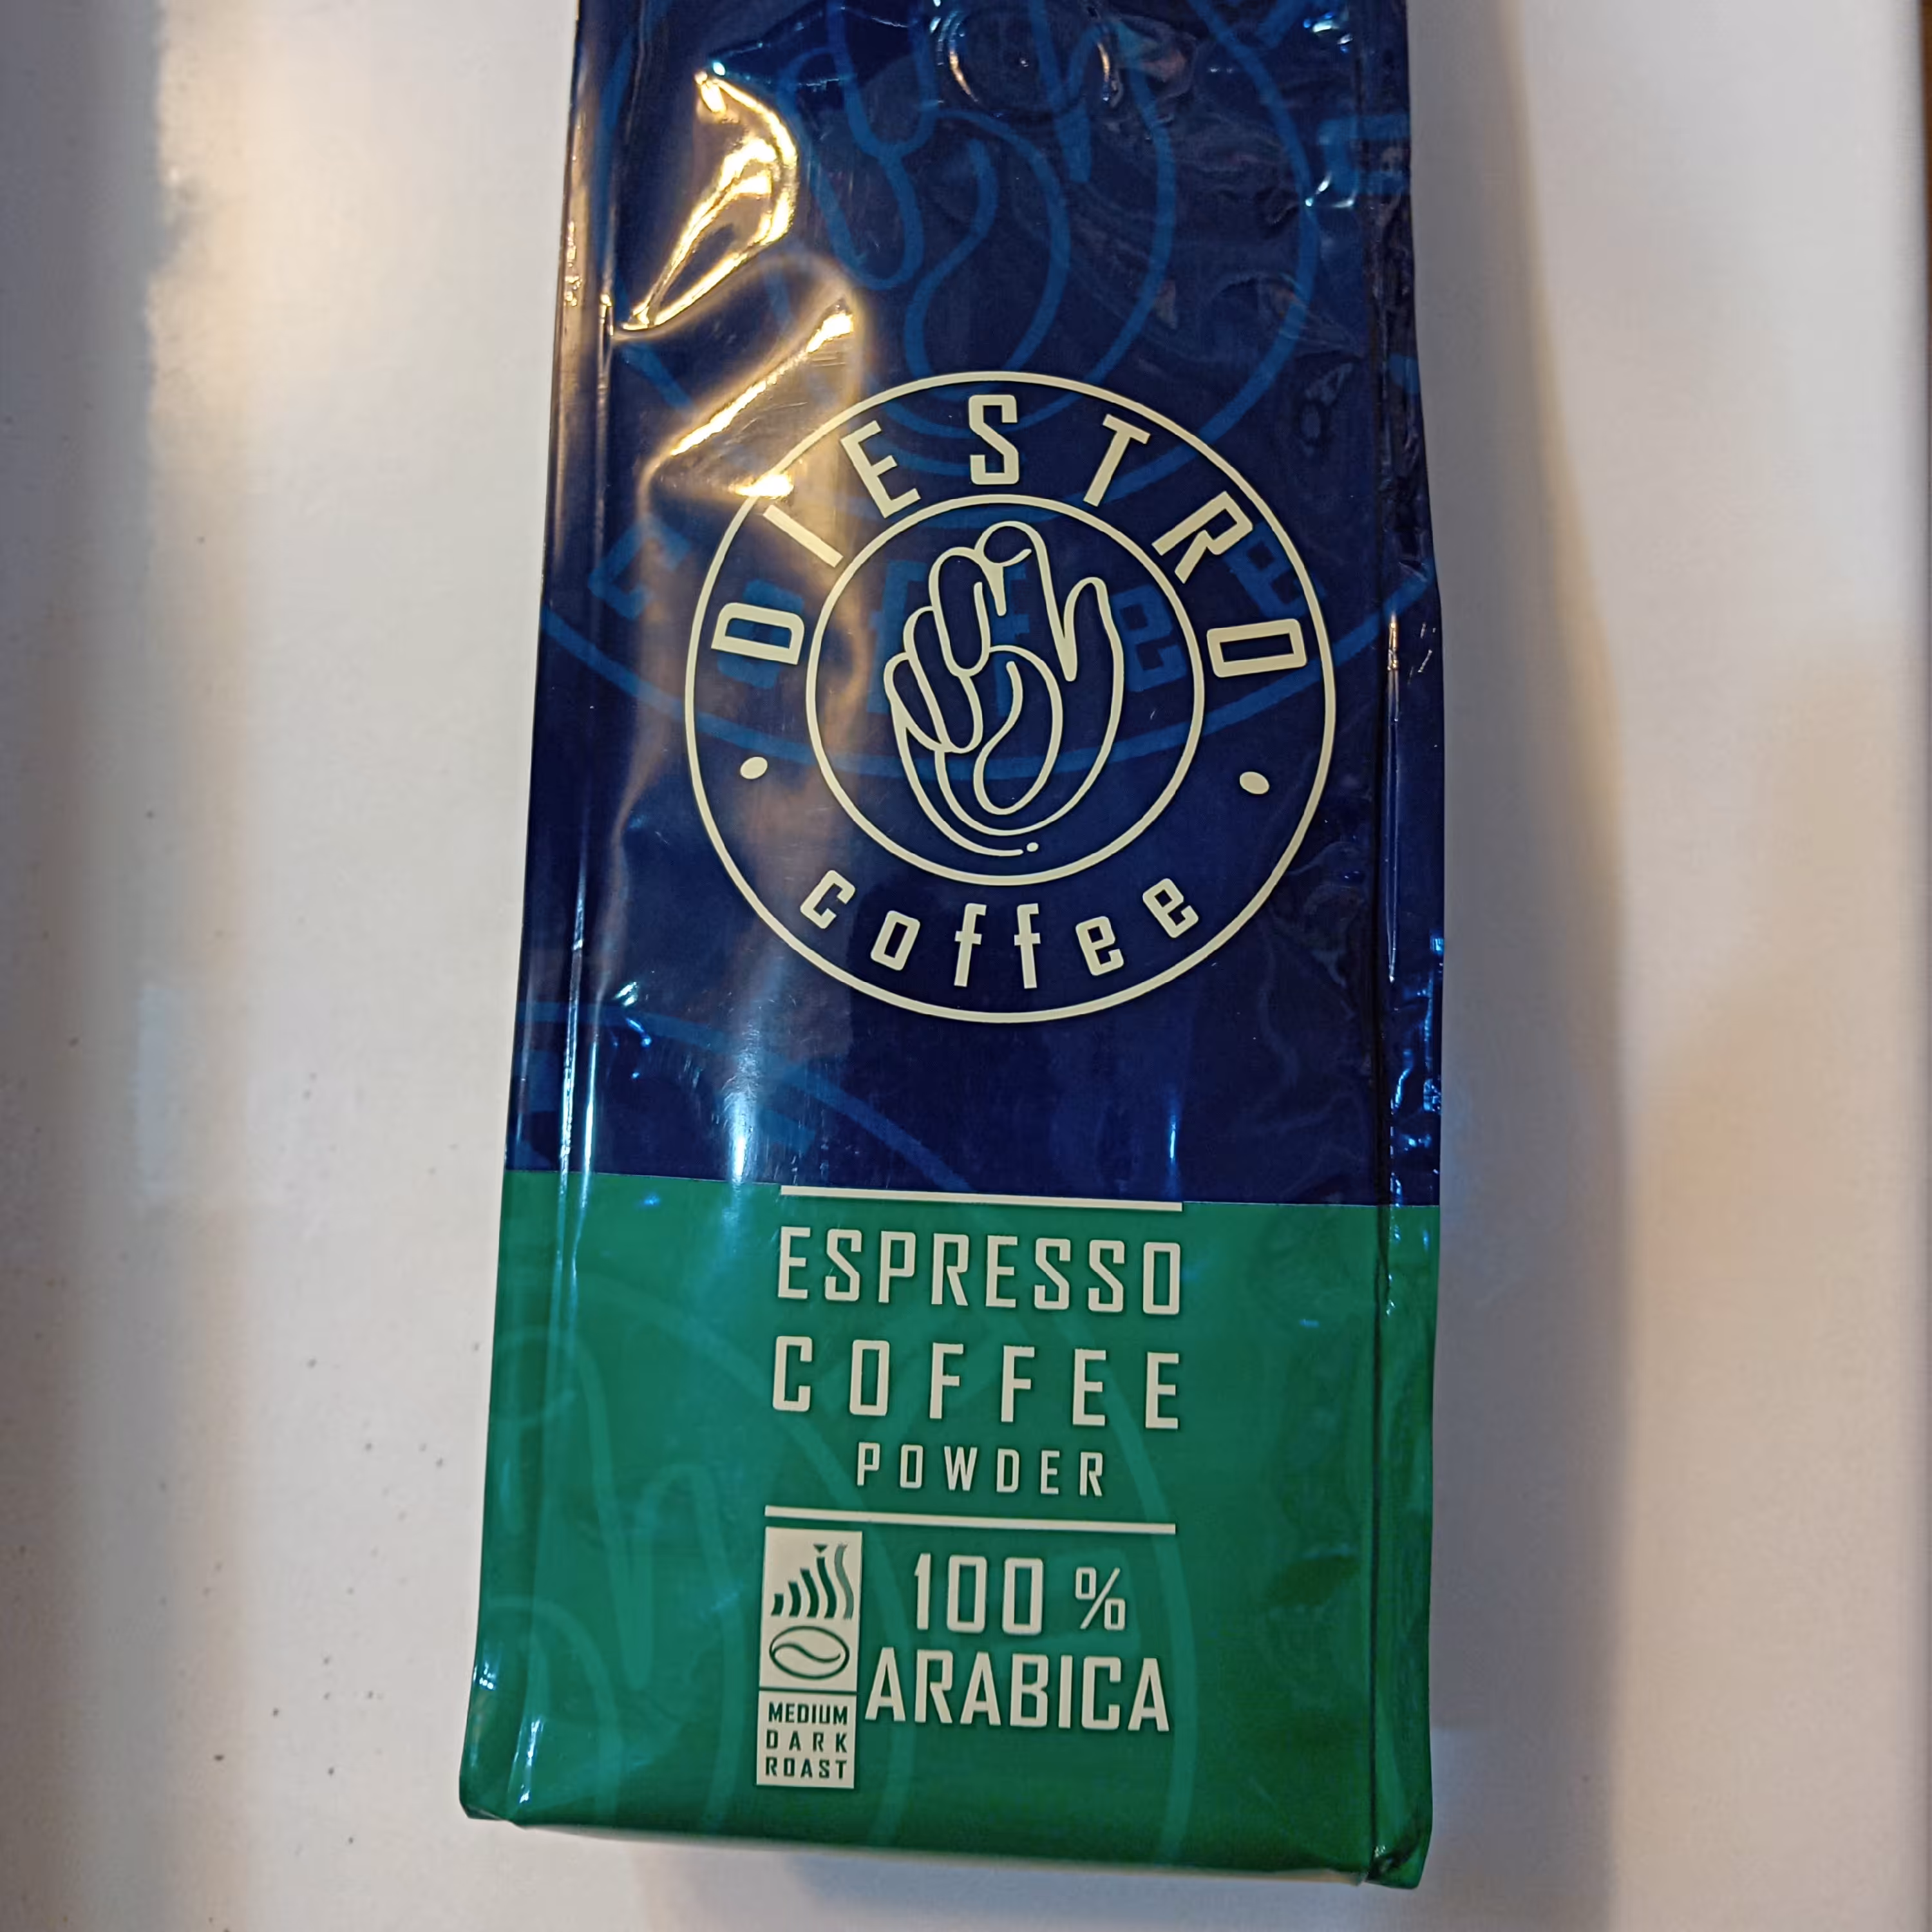 DIESTRO
coffee
ESPRESSO
COFFEE
POWDER
100 %
ARABICA
MEDIUM
DARK
ROAST